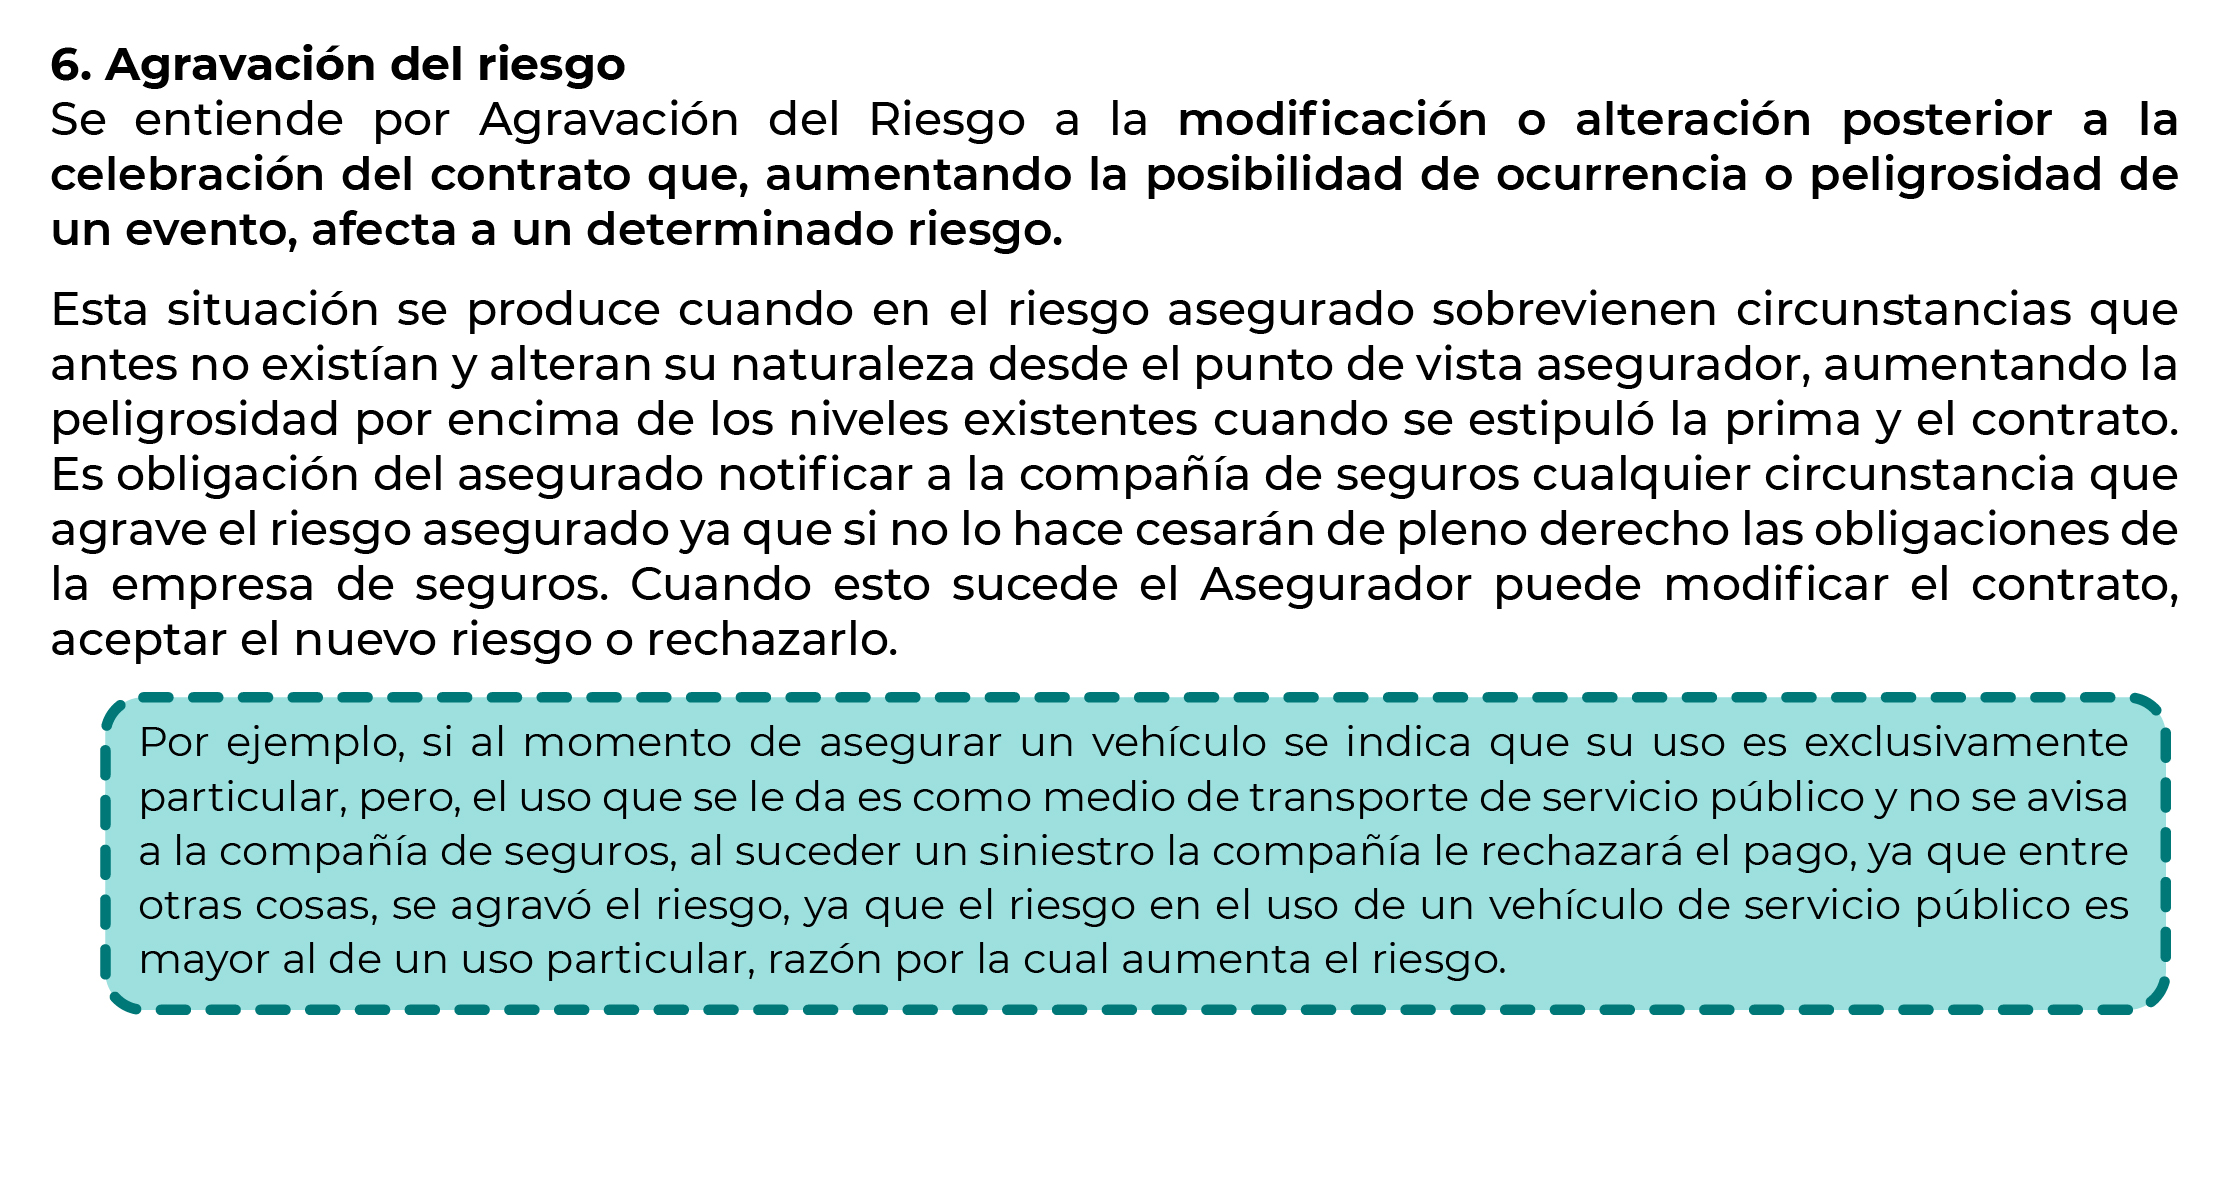 6. Agravación del riesgo
Se entiende por Agravación del Riesgo a la modificación o alteración posterior a la
celebración del contrato que, aumentando la posibilidad de ocurrencia o peligrosidad de
un evento, afecta a un determinado riesgo.
Esta situación se produce cuando en el riesgo asegurado sobrevienen circunstancias que
antes no existían y alteran su naturaleza desde el punto de vista asegurador, aumentando la
peligrosidad por encima de los niveles existentes cuando se estipuló la prima y el contrato.
Es obligación del asegurado notificar a la compañía de seguros cualquier circunstancia que
agrave el riesgo asegurado ya que si no lo hace cesarán de pleno derecho las obligaciones de
la empresa de seguros. Cuando esto sucede el Asegurador puede modificar el contrato,
aceptar el nuevo riesgo o rechazarlo.
Por ejemplo, si al momento de asegurar un vehículo se indica que su uso es exclusivamente
particular, pero, el uso que se le da es como medio de transporte de servicio público y no se avisa
a la compañía de seguros, al suceder un siniestro la compañía le rechazará el pago, ya que entre
otras cosas, se agravó el riesgo, ya que el riesgo en el uso de un vehículo de servicio público es
mayor al de un uso particular, razón por la cual aumenta el riesgo.